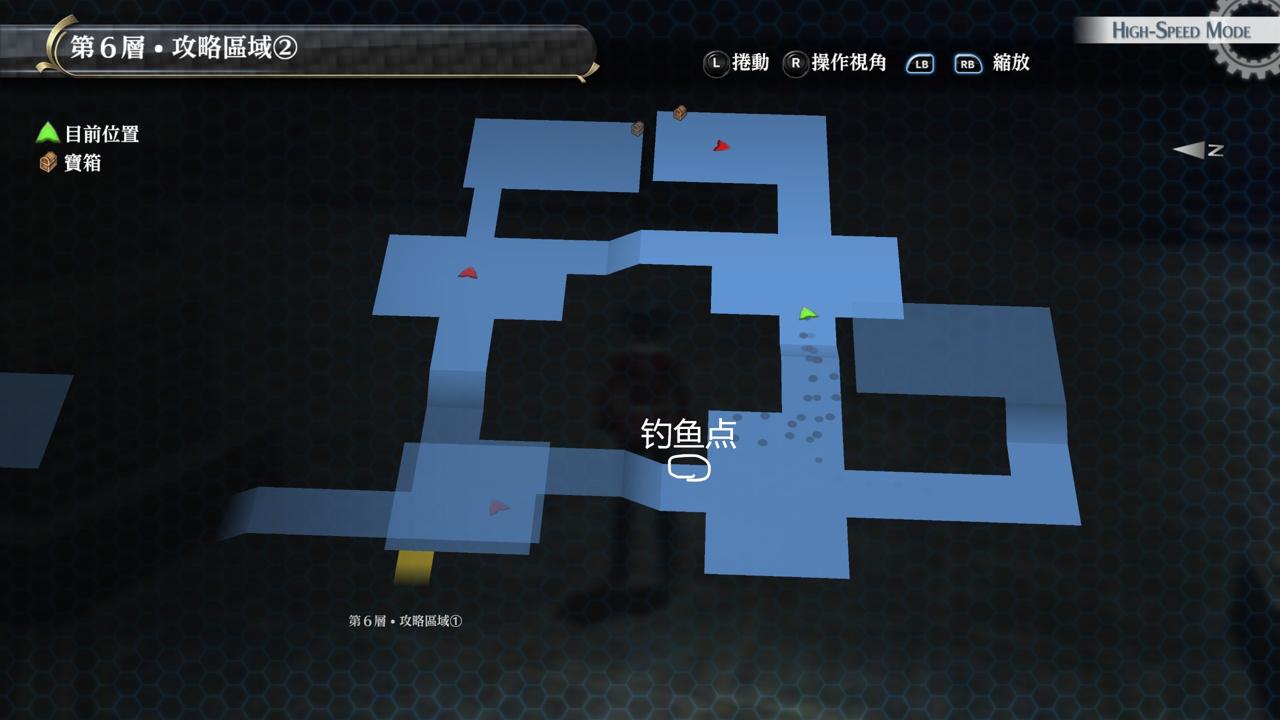 第6層•攻略區域②
HIGH-SPEED MODE
L 捲動 R 操作視角 LB RB 縮放
目前位置
寶箱
Z
钓鱼点
第6層•攻略區域①